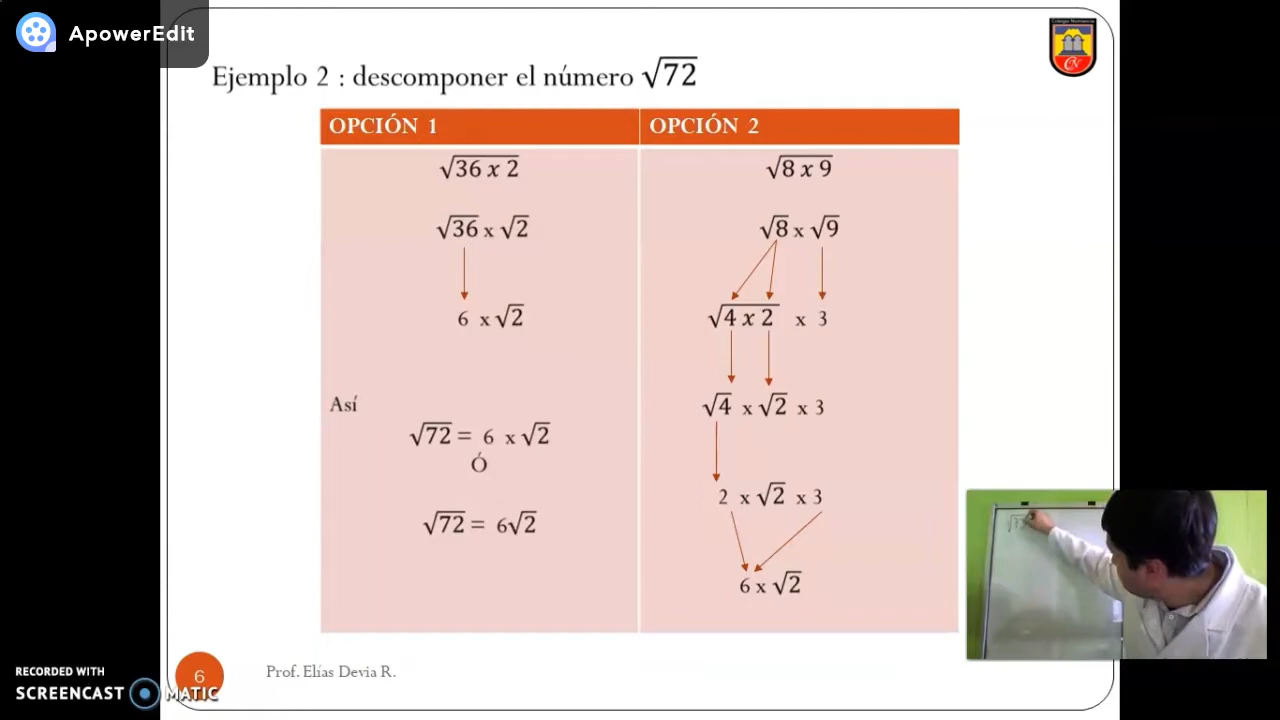 ApowerEdit
Ejemplo 2 : descomponer el número √72
OPCIÓN 1
√36 x 2
√36 x √2
6 x √2
Así
√72 = 6 x √2
Ó
√72 = 6√2
OPCIÓN 2
√8 x 9
√8 x √9
√4 x 2 x 3
√4 x √2 x 3
2 x √2 x 3
6 x √2
6
Prof. Elías Devia R.
RECORDED WITH
SCREENCAST MATIC